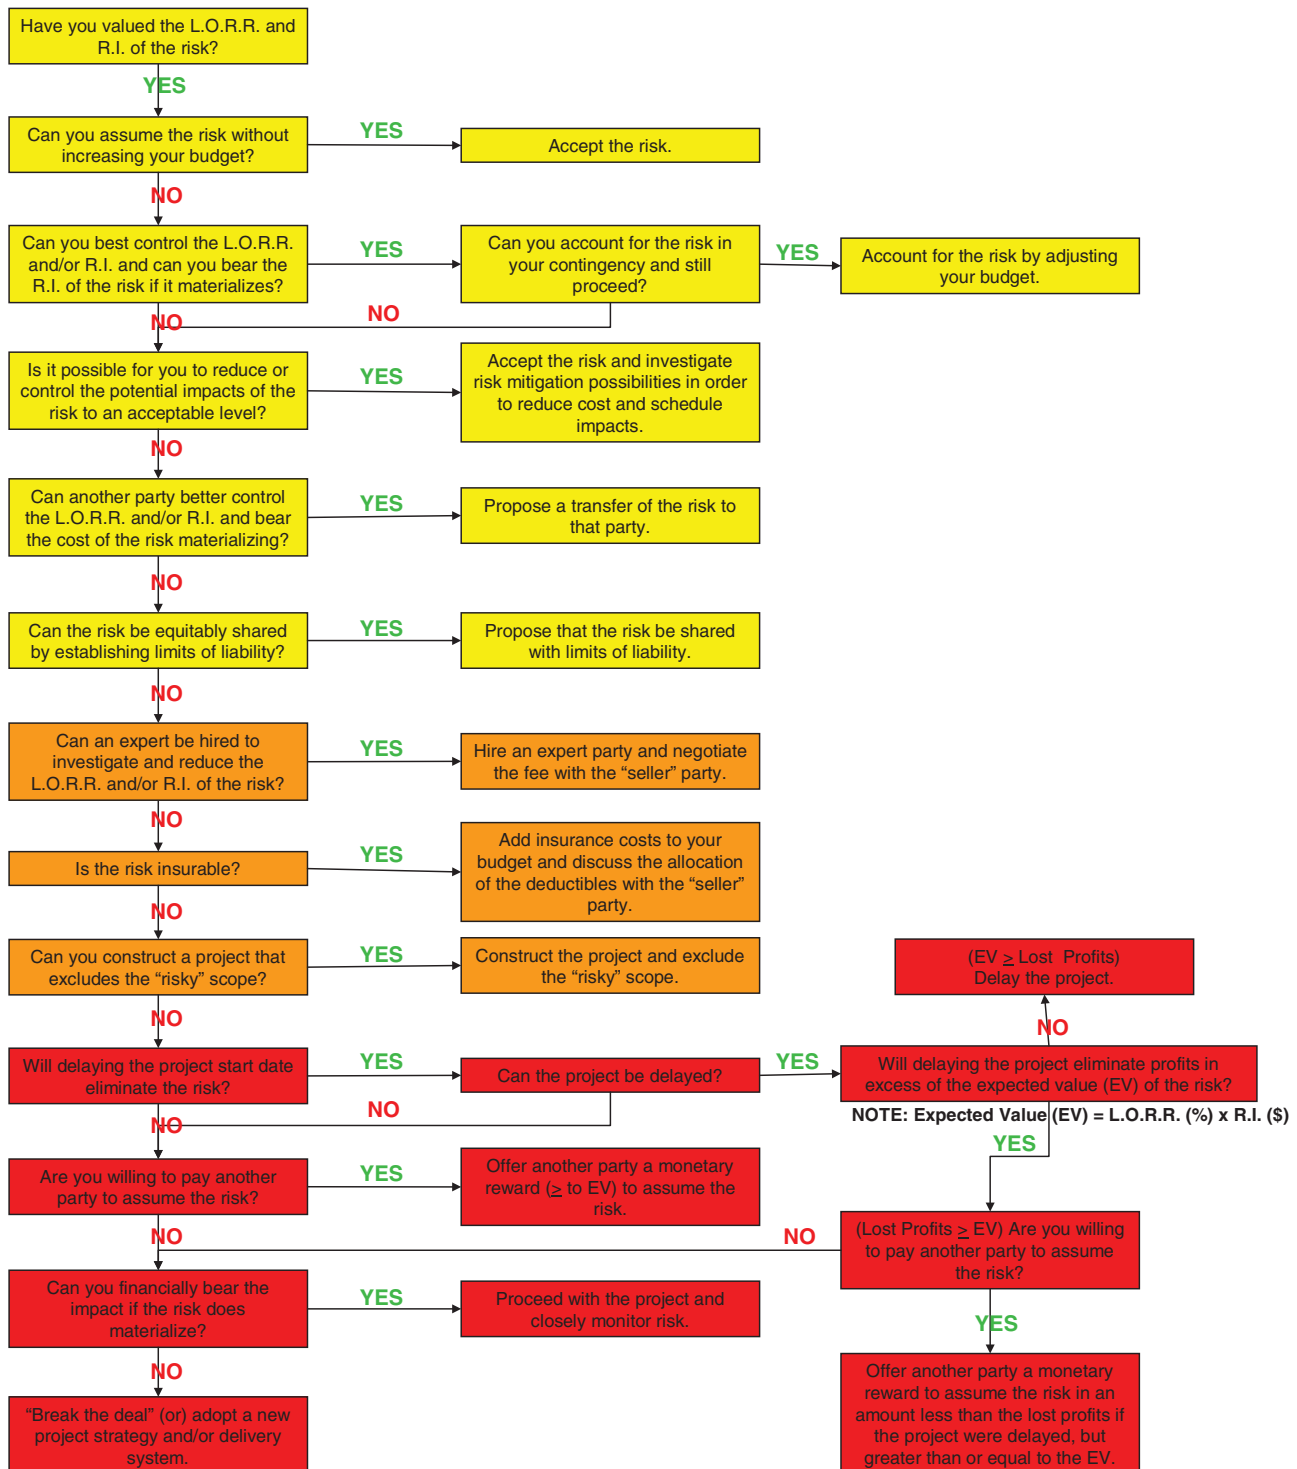 Have you valued the L.O.R.R. and
R.I. of the risk?
YES
Can you assume the risk without
increasing your budget?
YES
Accept the risk.
NO
Can you best control the L.O.R.R.
and/or R.I. and can you bear the
R.I. of the risk if it materializes?
YES
Can you account for the risk in
your contingency and still
proceed?
YES
Account for the risk by adjusting
your budget.
NO
NO
Is it possible for you to reduce or
control the potential impacts of the
risk to an acceptable level?
YES
Accept the risk and investigate
risk mitigation possibilities in order
to reduce cost and schedule
impacts.
NO
Can another party better control
the L.O.R.R. and/or R.I. and bear
the cost of the risk materializing?
YES
Propose a transfer of the risk to
that party.
NO
Can the risk be equitably shared
by establishing limits of liability?
YES
Propose that the risk be shared
with limits of liability.
NO
Can an expert be hired to
investigate and reduce the
L.O.R.R. and/or R.I. of the risk?
YES
Hire an expert party and negotiate
the fee with the “seller” party.
NO
Is the risk insurable?
YES
Add insurance costs to your
budget and discuss the allocation
of the deductibles with the “seller”
party.
NO
Can you construct a project that
excludes the “risky” scope?
YES
Construct the project and exclude
the “risky” scope.
(EV ≥ Lost Profits)
Delay the project.
NO
NO
Will delaying the project start date
eliminate the risk?
YES
Can the project be delayed?
YES
Will delaying the project eliminate profits in
excess of the expected value (EV) of the risk?
NOTE: Expected Value (EV) = L.O.R.R. (%) x R.I. ($)
NO
NO
YES
Are you willing to pay another
party to assume the risk?
YES
Offer another party a monetary
reward (≥ to EV) to assume the
risk.
NO
NO
(Lost Profits ≥ EV) Are you willing
to pay another party to assume
the risk?
Can you financially bear the
impact if the risk does
materialize?
YES
Proceed with the project and
closely monitor risk.
YES
NO
“Break the deal” (or) adopt a new
project strategy and/or delivery
system.
Offer another party a monetary
reward to assume the risk in an
amount less than the lost profits if
the project were delayed, but
greater than or equal to the EV.